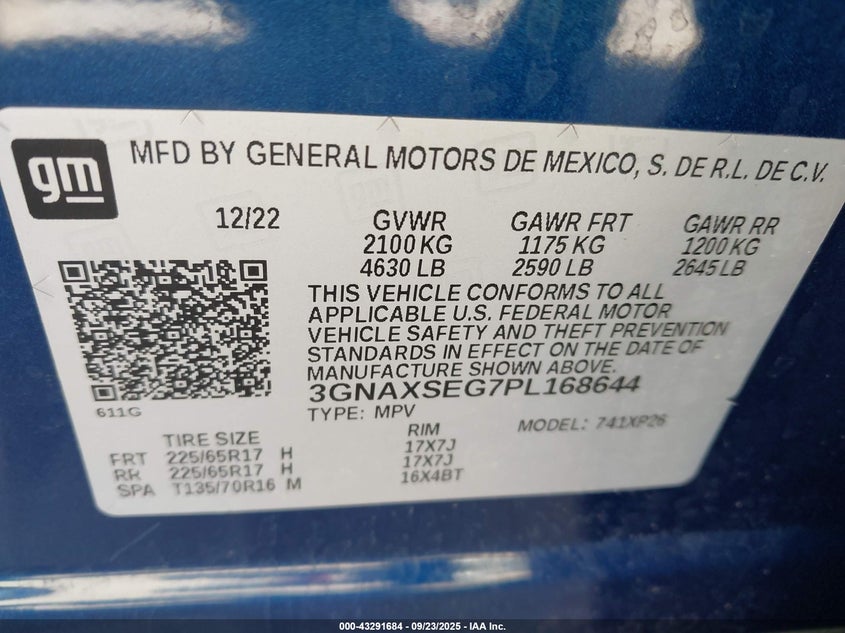 gm
MFD BY GENERAL MOTORS DE MEXICO, S. DE R.L. DE C.V.
12/22 GVWR GAWR FRT GAWR RR
2100 KG 1175 KG 1200 KG
4630 LB 2590 LB 2645 LB
THIS VEHICLE CONFORMS TO ALL
APPLICABLE U.S. FEDERAL MOTOR
VEHICLE SAFETY AND THEFT PREVENTION
STANDARDS IN EFFECT ON THE DATE OF
MANUFACTURE SHOWN ABOVE.
3GNAXSEG7PL168644
611G
TYPE: MPV MODEL: 741XP26
TIRE SIZE RIM
FRT 225/65R17 H 17X7J
RR 225/65R17 H 17X7J
SPA T135/70R16 M 16X4BT
000-43291684 - 09/23/2025 - IAA Inc.